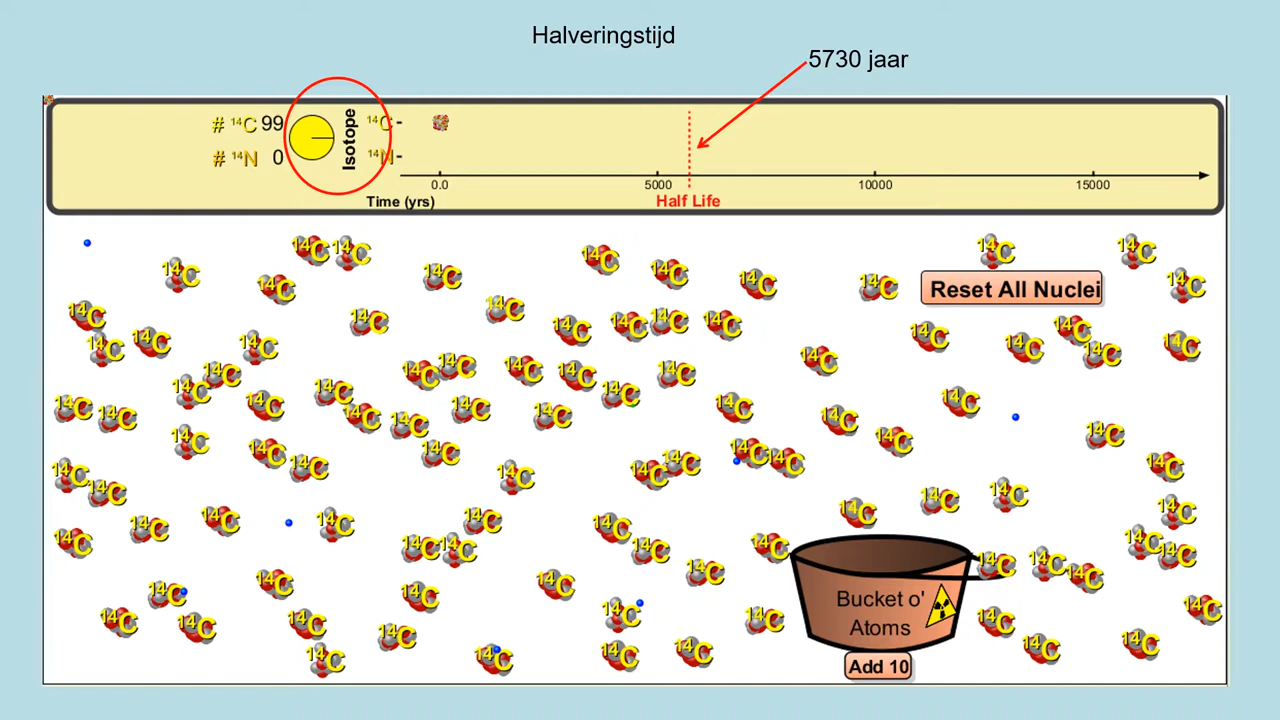 Halveringstijd
5730 jaar
# ¹⁴C 99
# ¹⁴N 0
Isotope
¹⁴C
¹⁴N
0.0 5000 10000 15000
Time (yrs)
Half Life
Reset All Nuclei
¹⁴C
Bucket o'
Atoms
Add 10